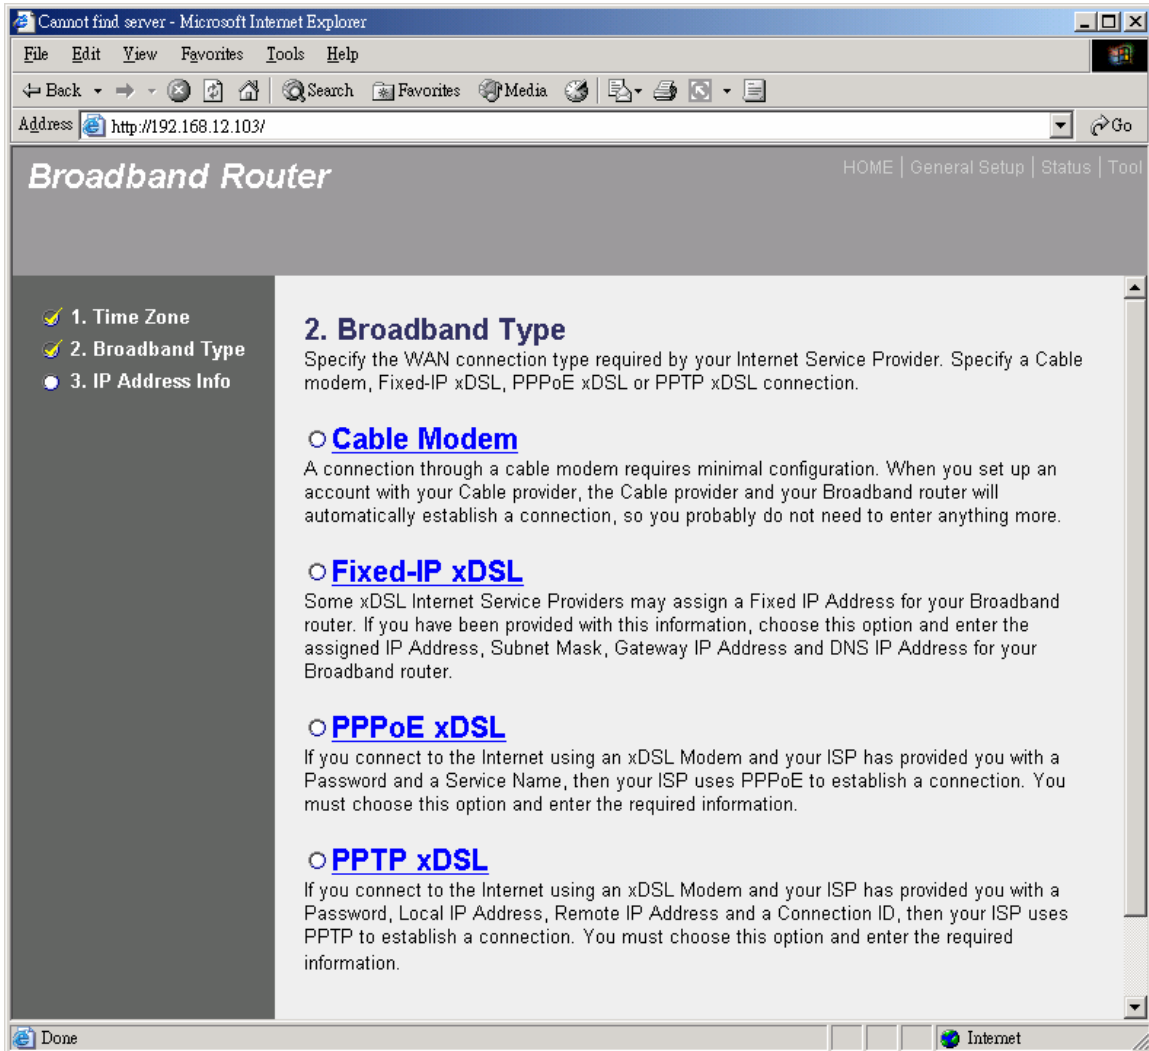 Cannot find server - Microsoft Internet Explorer
File Edit View Favorites Tools Help
Back Search Favorites Media
Address http://192.168.12.103/ Go
Broadband Router
HOME | General Setup | Status | Tool
1. Time Zone
2. Broadband Type
3. IP Address Info
2. Broadband Type
Specify the WAN connection type required by your Internet Service Provider. Specify a Cable
modem, Fixed-IP xDSL, PPPoE xDSL or PPTP xDSL connection.
Cable Modem
A connection through a cable modem requires minimal configuration. When you set up an
account with your Cable provider, the Cable provider and your Broadband router will
automatically establish a connection, so you probably do not need to enter anything more.
Fixed-IP xDSL
Some xDSL Internet Service Providers may assign a Fixed IP Address for your Broadband
router. If you have been provided with this information, choose this option and enter the
assigned IP Address, Subnet Mask, Gateway IP Address and DNS IP Address for your
Broadband router.
PPPoE xDSL
If you connect to the Internet using an xDSL Modem and your ISP has provided you with a
Password and a Service Name, then your ISP uses PPPoE to establish a connection. You
must choose this option and enter the required information.
PPTP xDSL
If you connect to the Internet using an xDSL Modem and your ISP has provided you with a
Password, Local IP Address, Remote IP Address and a Connection ID, then your ISP uses
PPTP to establish a connection. You must choose this option and enter the required
information.
Done Internet